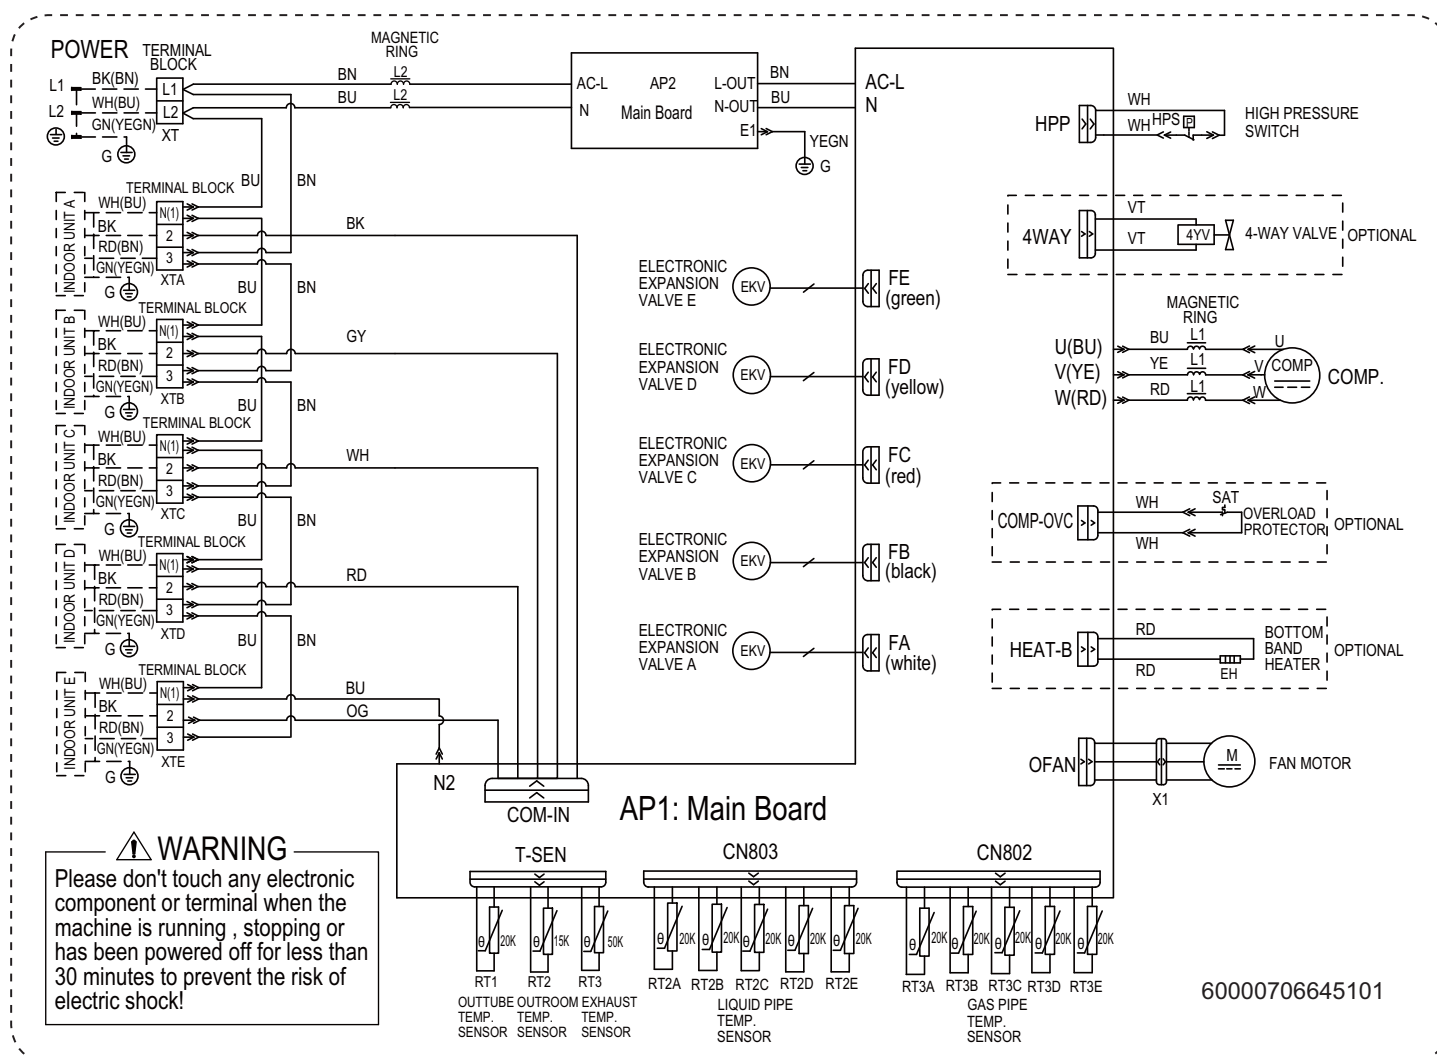 POWER
TERMINAL
BLOCK
L1
BK(BN)
L1
L2
WH(BU)
L2
GN(YEGN)
XT
G
MAGNETIC
RING
BN
L2
BU
L2
AC-L
AP2
L-OUT
N
Main Board
N-OUT
E1
BN
BU
YEGN
G
AC-L
N
BU
BN
INDOOR UNIT A
TERMINAL BLOCK
WH(BU)
N(1)
BK
2
RD(BN)
3
GN(YEGN)
XTA
G
BK
BU
BN
INDOOR UNIT B
TERMINAL BLOCK
WH(BU)
N(1)
BK
2
RD(BN)
3
GN(YEGN)
XTB
G
GY
BU
BN
INDOOR UNIT C
TERMINAL BLOCK
WH(BU)
N(1)
BK
2
RD(BN)
3
GN(YEGN)
XTC
G
WH
BU
BN
INDOOR UNIT D
TERMINAL BLOCK
WH(BU)
N(1)
BK
2
RD(BN)
3
GN(YEGN)
XTD
G
RD
BU
BN
INDOOR UNIT E
TERMINAL BLOCK
WH(BU)
N(1)
BK
2
RD(BN)
3
GN(YEGN)
XTE
G
BU
OG
N2
COM-IN
AP1: Main Board
ELECTRONIC
EXPANSION
VALVE E
EKV
FE
(green)
ELECTRONIC
EXPANSION
VALVE D
EKV
FD
(yellow)
ELECTRONIC
EXPANSION
VALVE C
EKV
FC
(red)
ELECTRONIC
EXPANSION
VALVE B
EKV
FB
(black)
ELECTRONIC
EXPANSION
VALVE A
EKV
FA
(white)
HPP
WH
WH
HPS
P
HIGH PRESSURE
SWITCH
4WAY
VT
VT
4YV
4-WAY VALVE
OPTIONAL
MAGNETIC
RING
U(BU)
BU
L1
U
V(YE)
YE
L1
V
W(RD)
RD
L1
W
COMP
COMP.
COMP-OVC
WH
SAT
WH
OVERLOAD
PROTECTOR
OPTIONAL
HEAT-B
RD
RD
EH
BOTTOM
BAND
HEATER
OPTIONAL
OFAN
X1
M
FAN MOTOR
WARNING
Please don't touch any electronic
component or terminal when the
machine is running , stopping or
has been powered off for less than
30 minutes to prevent the risk of
electric shock!
T-SEN
θ 20K
θ 15K
θ 50K
RT1
RT2
RT3
OUTTUBE
TEMP.
SENSOR
OUTROOM
TEMP.
SENSOR
EXHAUST
TEMP.
SENSOR
CN803
θ 20K
θ 20K
θ 20K
θ 20K
θ 20K
RT2A
RT2B
RT2C
RT2D
RT2E
LIQUID PIPE
TEMP.
SENSOR
CN802
θ 20K
θ 20K
θ 20K
θ 20K
θ 20K
RT3A
RT3B
RT3C
RT3D
RT3E
GAS PIPE
TEMP.
SENSOR
60000706645101